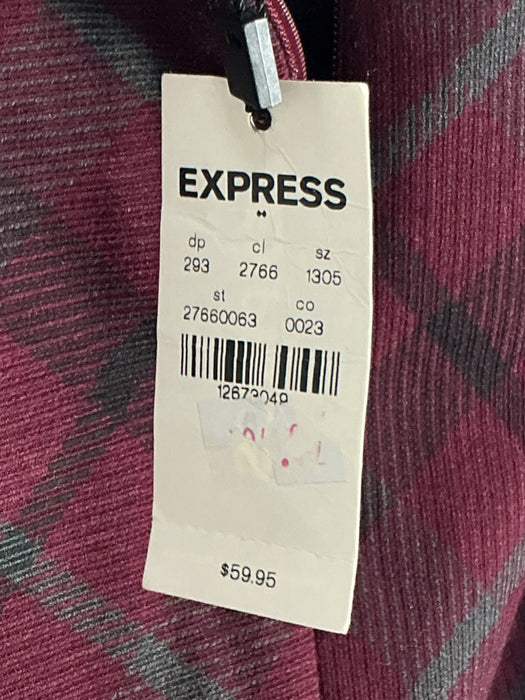 EXPRESS
dp cl sz
293 2766 1305
st co
27660063 0023
$59.95